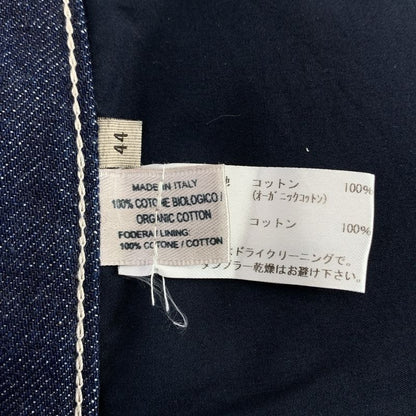 44
MADE IN ITALY
100% COTONE BIOLOGICO /
ORGANIC COTTON
FODERA / LINING:
100% COTONE / COTTON
地 コットン 100%
(オーガニックコットン)
コットン 100%
ドライクリーニングで。
タンブラー乾燥はお避け下さい。